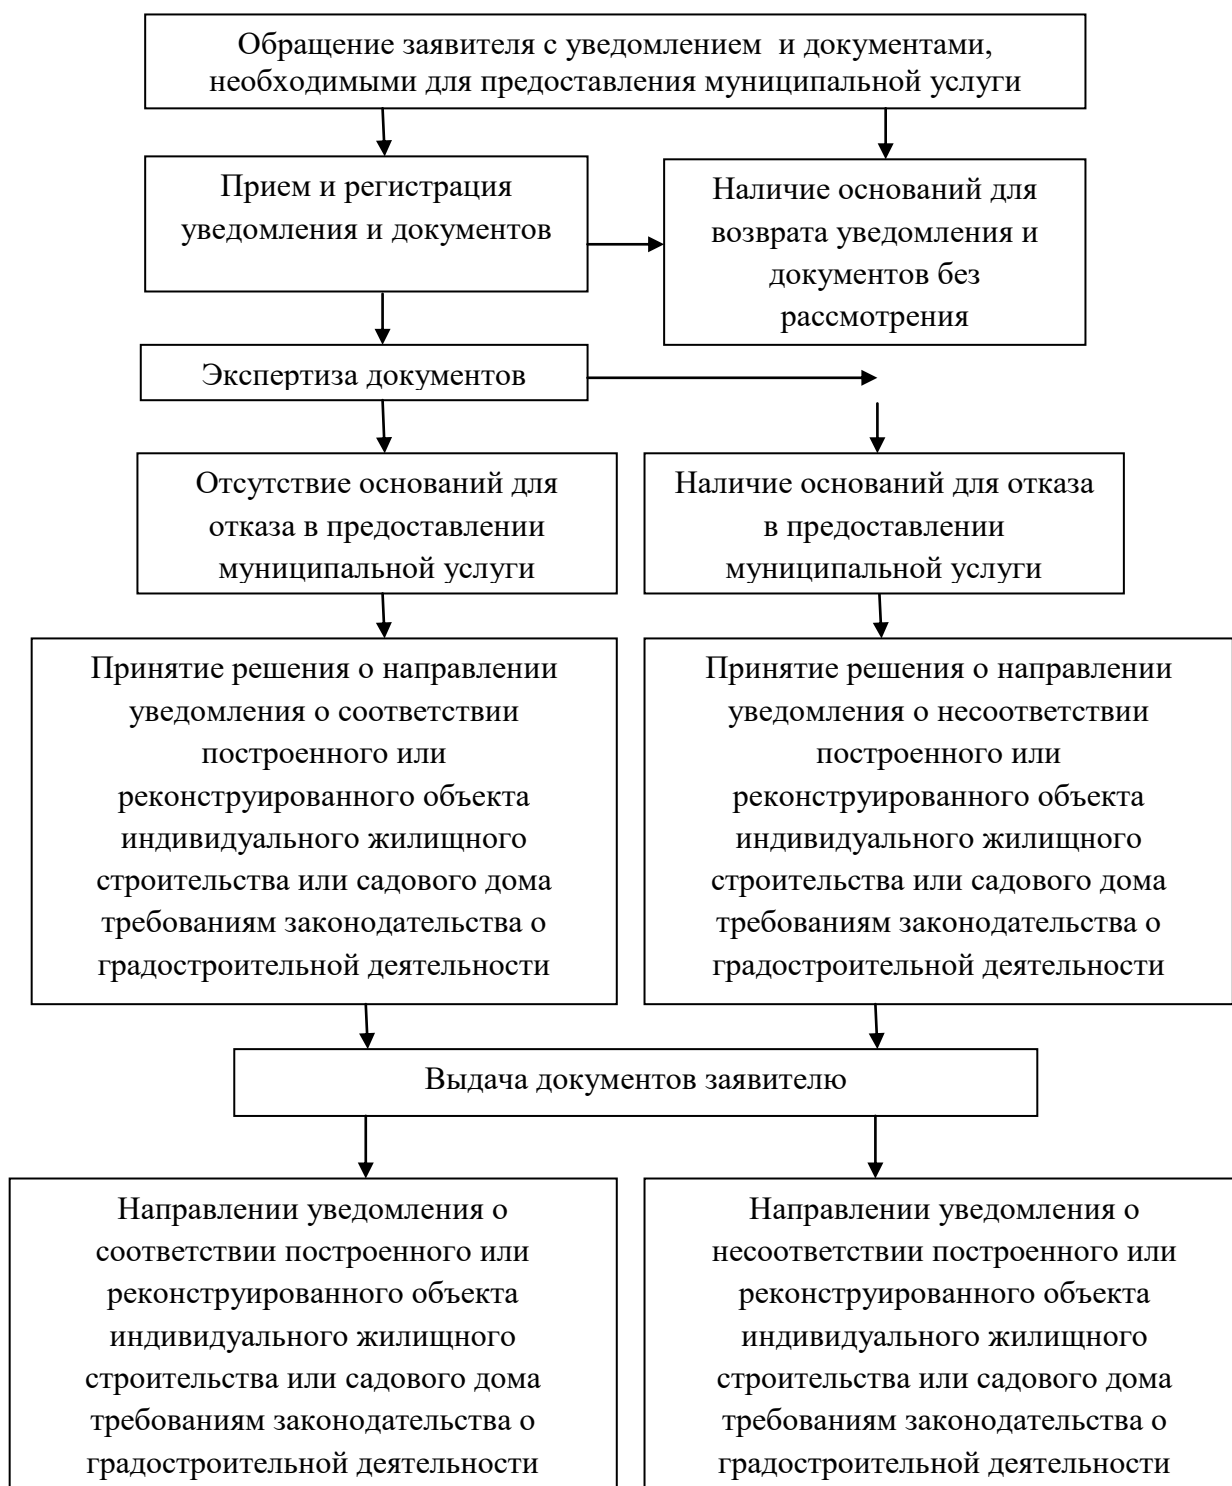 Обращение заявителя с уведомлением  и документами,
необходимыми для предоставления муниципальной услуги
Прием и регистрация
уведомления и документов
Наличие оснований для
возврата уведомления и
документов без
рассмотрения
Экспертиза документов
Отсутствие оснований для
отказа в предоставлении
муниципальной услуги
Наличие оснований для отказа
в предоставлении
муниципальной услуги
Принятие решения о направлении
уведомления о соответствии
построенного или
реконструированного объекта
индивидуального жилищного
строительства или садового дома
требованиям законодательства о
градостроительной деятельности
Принятие решения о направлении
уведомления о несоответствии
построенного или
реконструированного объекта
индивидуального жилищного
строительства или садового дома
требованиям законодательства о
градостроительной деятельности
Выдача документов заявителю
Направлении уведомления о
соответствии построенного или
реконструированного объекта
индивидуального жилищного
строительства или садового дома
требованиям законодательства о
градостроительной деятельности
Направлении уведомления о
несоответствии построенного или
реконструированного объекта
индивидуального жилищного
строительства или садового дома
требованиям законодательства о
градостроительной деятельности